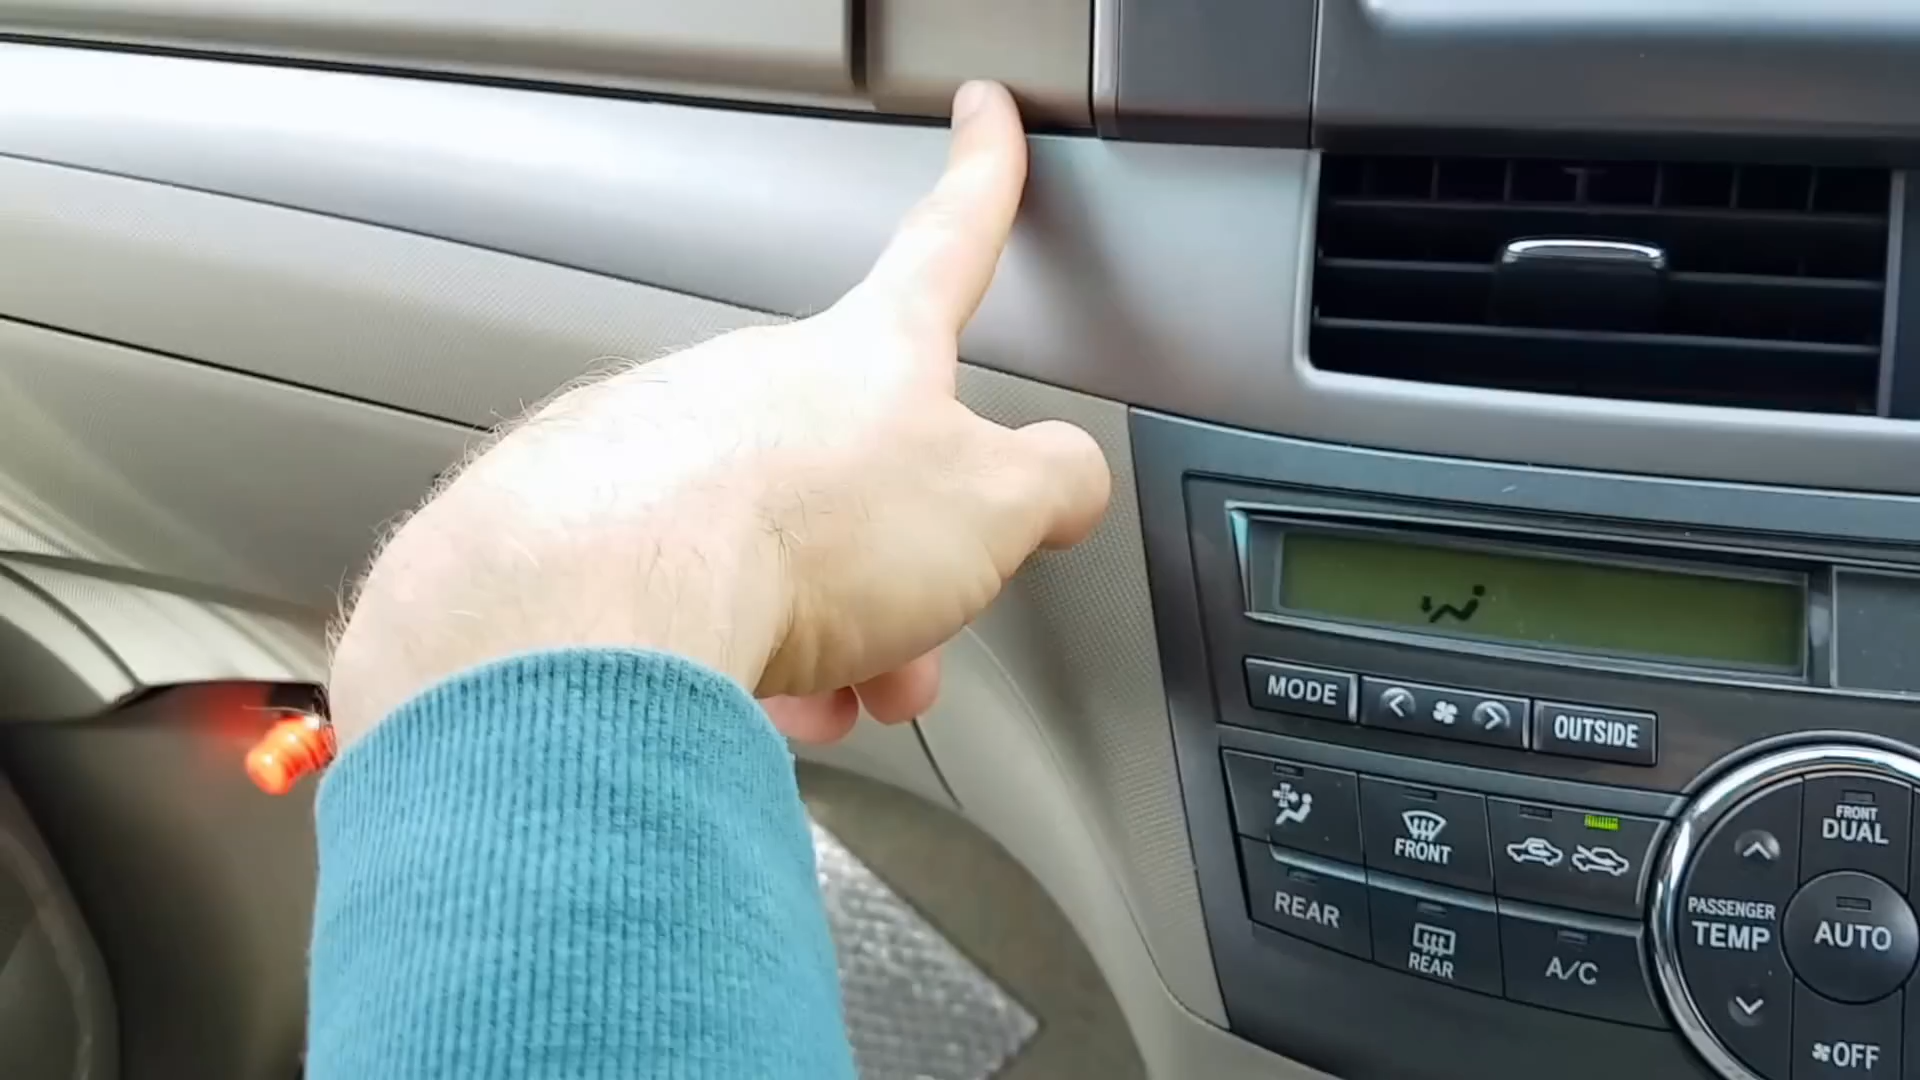 MODE
OUTSIDE
FRONT
FRONT
DUAL
PASSENGER
TEMP
AUTO
REAR
REAR
A/C
OFF